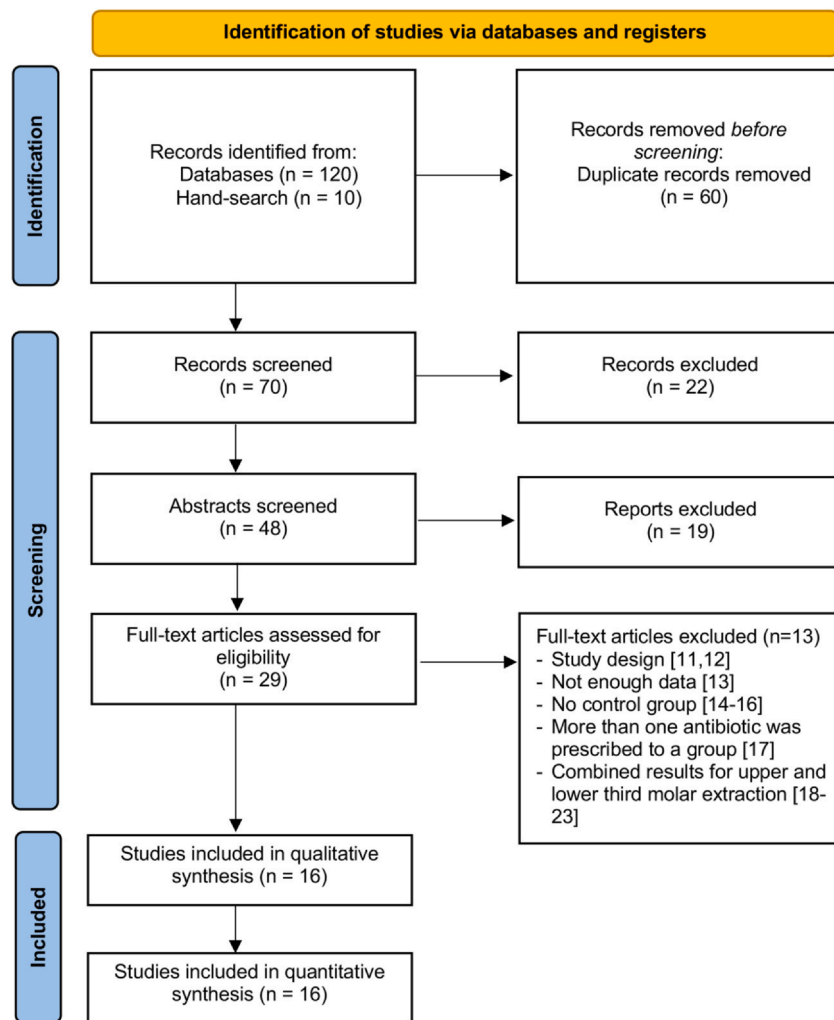 Identification of studies via databases and registers
Identification
Records identified from:
Databases (n = 120)
Hand-search (n = 10)
Records removed before
screening:
Duplicate records removed
(n = 60)
Screening
Records screened
(n = 70)
Records excluded
(n = 22)
Abstracts screened
(n = 48)
Reports excluded
(n = 19)
Full-text articles assessed for
eligibility
(n = 29)
Full-text articles excluded (n=13)
- Study design [11,12]
- Not enough data [13]
- No control group [14-16]
- More than one antibiotic was
prescribed to a group [17]
- Combined results for upper and
lower third molar extraction [18-
23]
Included
Studies included in qualitative
synthesis (n = 16)
Studies included in quantitative
synthesis (n = 16)